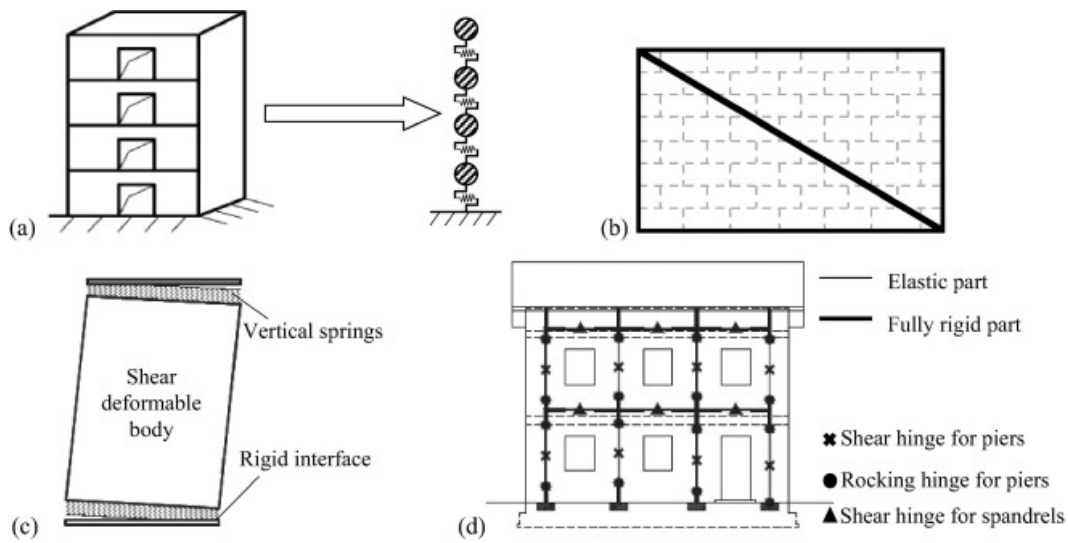 (a)
(b)
Vertical springs
Shear
deformable
body
Rigid interface
(c)
Elastic part
Fully rigid part
Shear hinge for piers
Rocking hinge for piers
Shear hinge for spandrels
(d)